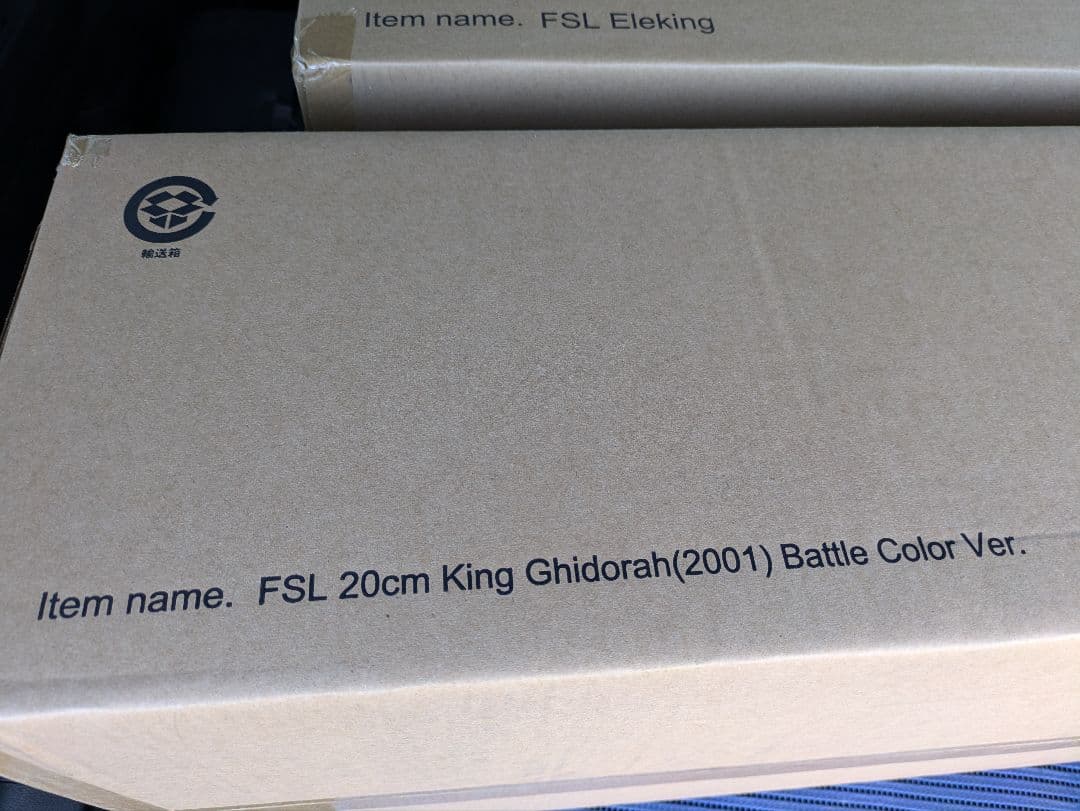 Item name. FSL Eleking
輸送箱
Item name. FSL 20cm King Ghidorah(2001) Battle Color Ver.